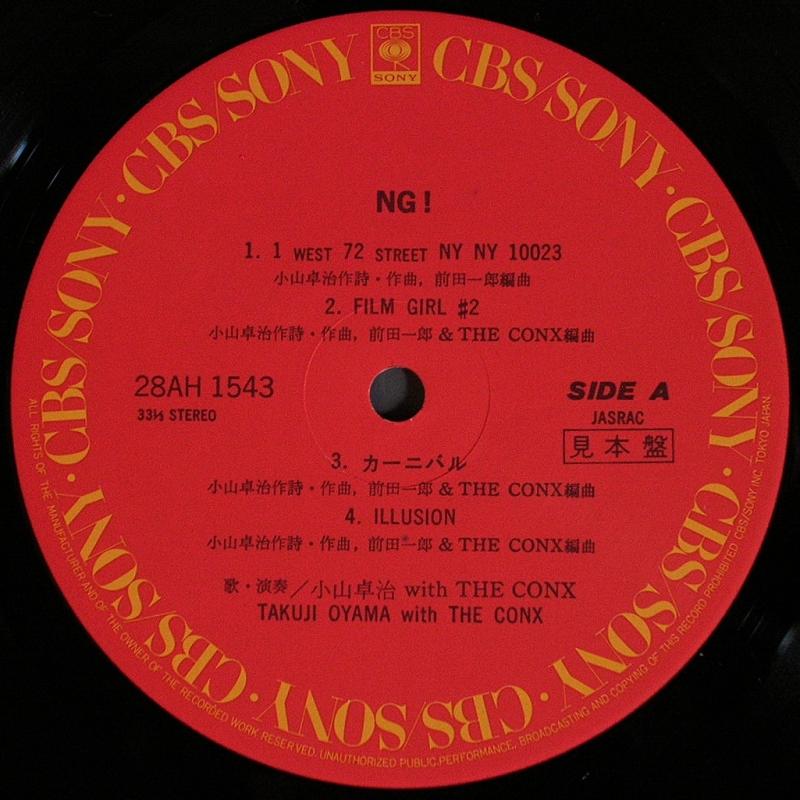 CBS
SONY
CBS/SONY · CBS/SONY · CBS/SONY · CBS/SONY · CBS/SONY · CBS/SONY · CBS/SONY · CBS/SONY
NG!
1. 1 WEST 72 STREET NY NY 10023
小山卓治作詩・作曲, 前田一郎編曲
2. FILM GIRL #2
小山卓治作詩・作曲, 前田一郎 & THE CONX編曲
28AH 1543
33⅓ STEREO
SIDE A
JASRAC
見本盤
3. カーニバル
小山卓治作詩・作曲, 前田一郎 & THE CONX編曲
4. ILLUSION
小山卓治作詩・作曲, 前田一郎 & THE CONX編曲
歌・演奏／小山卓治 with THE CONX
TAKUJI OYAMA with THE CONX
ALL RIGHTS OF THE MANUFACTURER AND OF THE OWNER OF THE RECORDED WORK RESERVED. UNAUTHORIZED PUBLIC PERFORMANCE, BROADCASTING AND COPYING OF THIS RECORD PROHIBITED CBS/SONY INC. TOKYO JAPAN